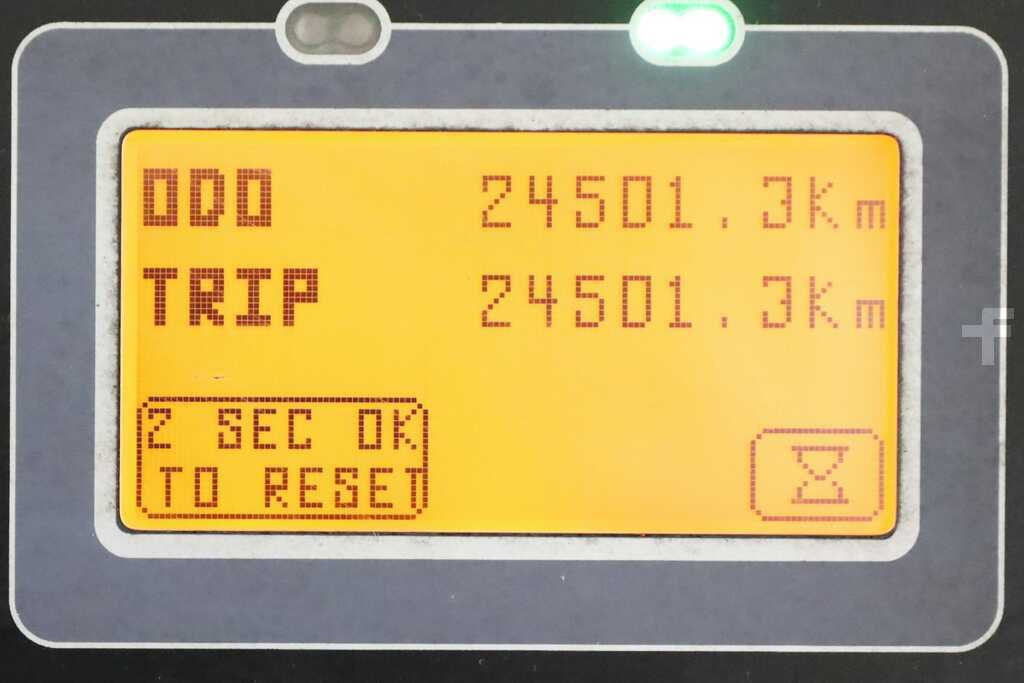 ODO 24501.3km
TRIP 24501.3km
2 SEC OK
TO RESET
f